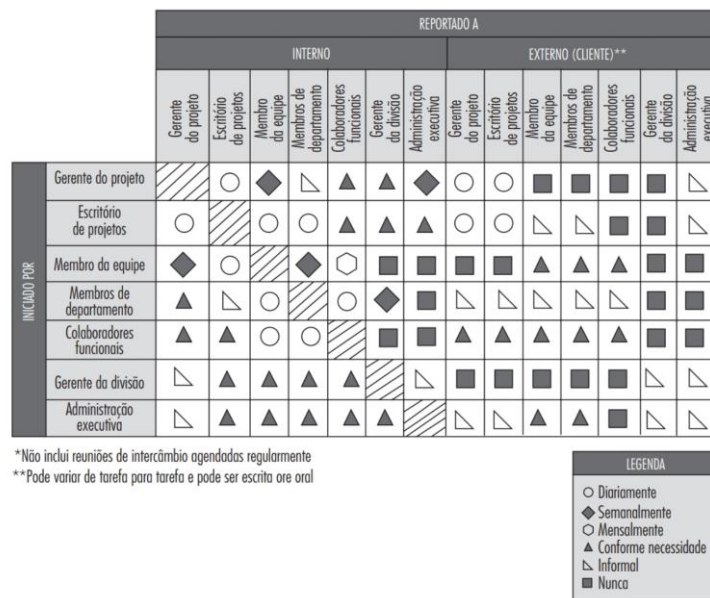 REPORTADO A
INTERNO
EXTERNO (CLIENTE)**
Gerente
do projeto
Escritório
de projetos
Membro
da equipe
Membros de
departamento
Colaboradores
funcionais
Gerente
da divisão
Administração
executiva
Gerente
do projeto
Escritório
de projetos
Membro
da equipe
Membros de
departamento
Colaboradores
funcionais
Gerente
da divisão
Administração
executiva
INICIADO POR
Gerente do projeto
Escritório
de projetos
Membro da equipe
Membros de
departamento
Colaboradores
funcionais
Gerente da divisão
Administração
executiva
*Não inclui reuniões de intercâmbio agendadas regularmente
**Pode variar de tarefa para tarefa e pode ser escrita ore oral
LEGENDA
Diariamente
Semanalmente
Mensalmente
Conforme necessidade
Informal
Nunca